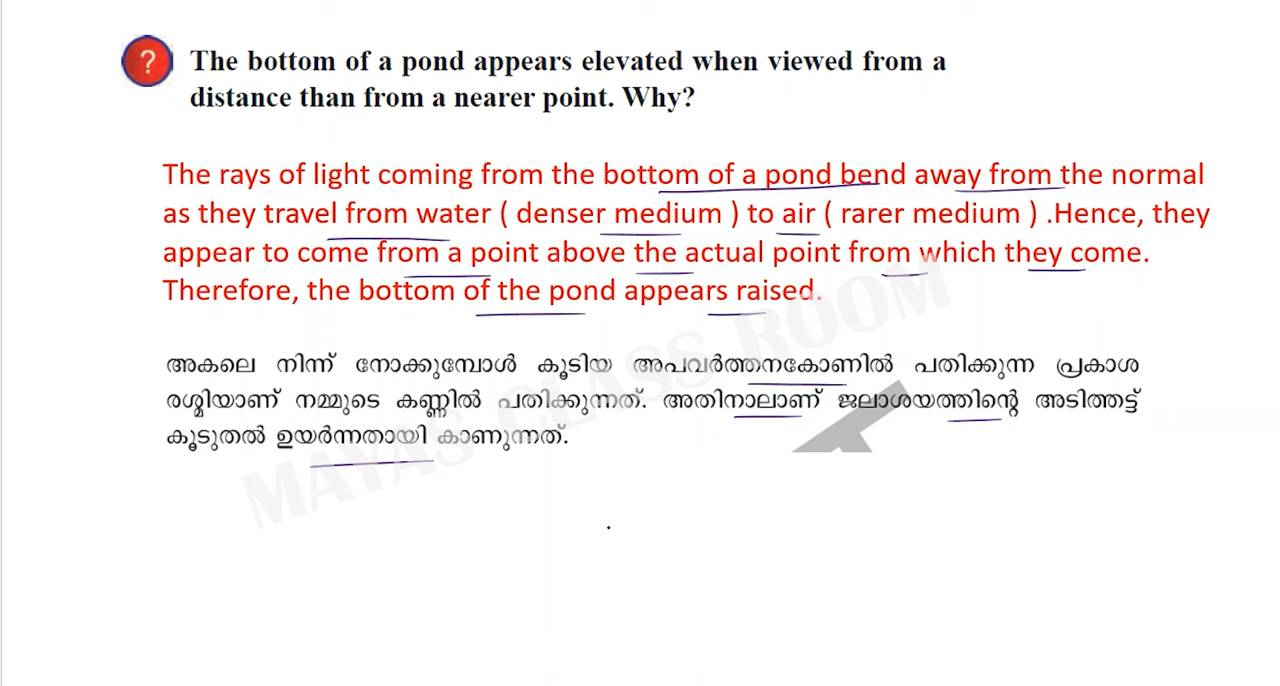 ?
The bottom of a pond appears elevated when viewed from a
distance than from a nearer point. Why?
The rays of light coming from the bottom of a pond bend away from the normal
as they travel from water ( denser medium ) to air ( rarer medium ) .Hence, they
appear to come from a point above the actual point from which they come.
Therefore, the bottom of the pond appears raised.
അകലെ നിന്ന് നോക്കുമ്പോൾ കൂടിയ അപവർത്തനകോണിൽ പതിക്കുന്ന പ്രകാശ
രശ്മിയാണ് നമ്മുടെ കണ്ണിൽ പതിക്കുന്നത്. അതിനാലാണ് ജലാശയത്തിന്റെ അടിത്തട്ട്
കൂടുതൽ ഉയർന്നതായി കാണുന്നത്.
MAYAS CLASS ROOM